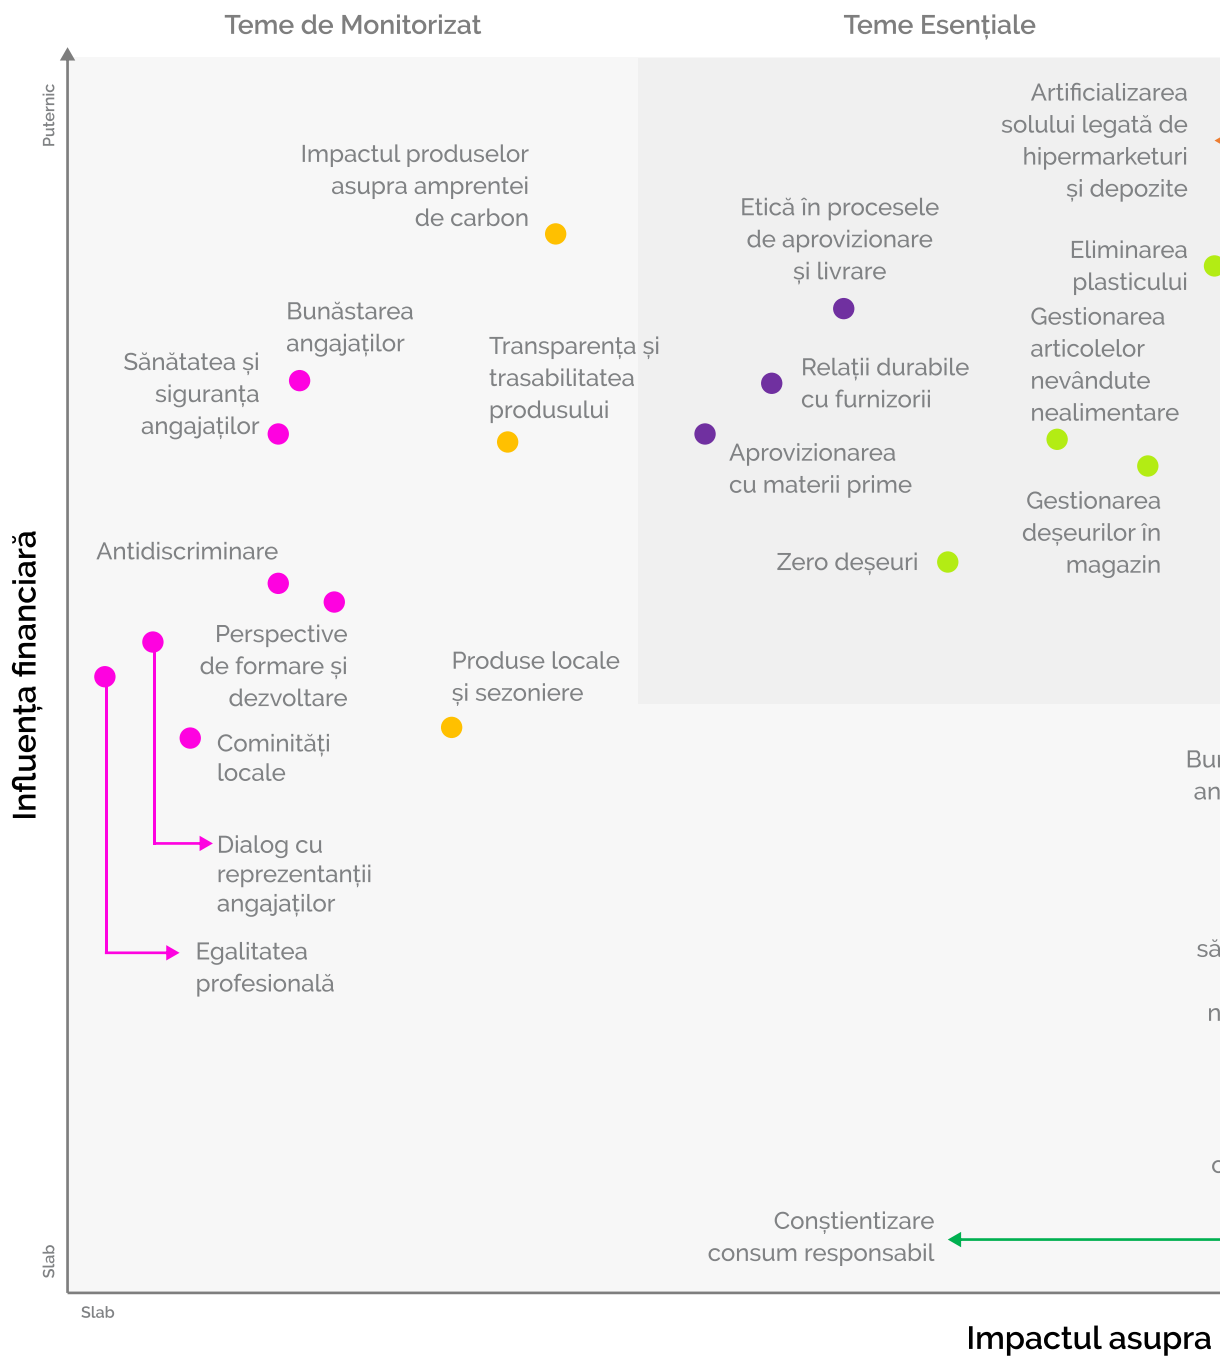 Teme de Monitorizat
Teme Esențiale
Puternic
Artificializarea
solului legată de
hipermarketuri
și depozite
Impactul produselor
asupra amprentei
de carbon
Etică în procesele
de aprovizionare
și livrare
Eliminarea
plasticului
Bunăstarea
angajaților
Gestionarea
articolelor
nevândute
nealimentare
Transparența și
trasabilitatea
produsului
Sănătatea și
siguranța
angajaților
Relații durabile
cu furnizorii
Aprovizionarea
cu materii prime
Gestionarea
deșeurilor în
magazin
Antidiscriminare
Zero deșeuri
Influența financiară
Perspective
de formare și
dezvoltare
Produse locale
și sezoniere
Cominități
locale
Dialog cu
reprezentanții
angajaților
Egalitatea
profesională
Conștientizare
consum responsabil
Slab
Slab
Impactul asupra